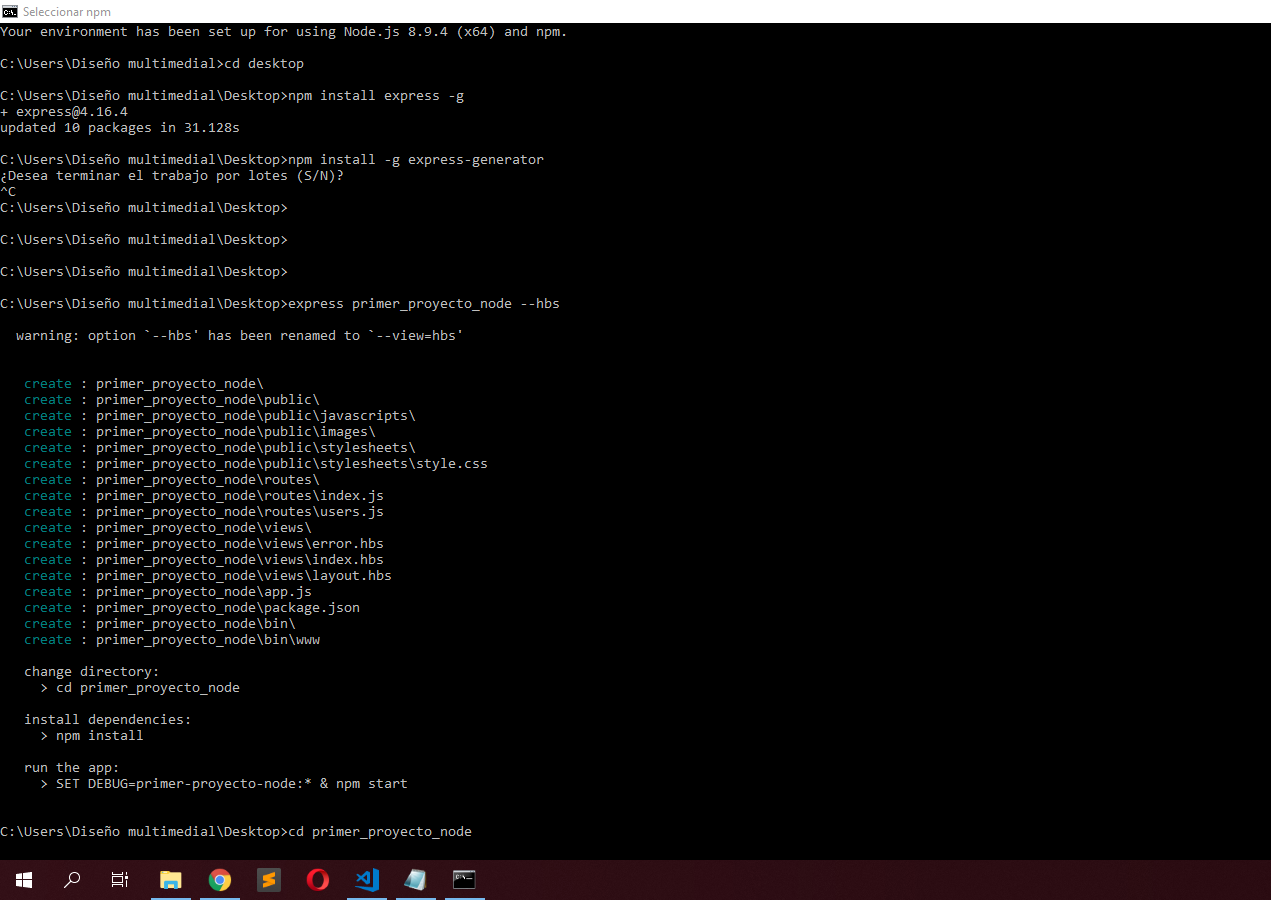 Seleccionar npm
Your environment has been set up for using Node.js 8.9.4 (x64) and npm.
C:\Users\Diseño multimedial>cd desktop
C:\Users\Diseño multimedial\Desktop>npm install express -g
+ express@4.16.4
updated 10 packages in 31.128s
C:\Users\Diseño multimedial\Desktop>npm install -g express-generator
¿Desea terminar el trabajo por lotes (S/N)?
^C
C:\Users\Diseño multimedial\Desktop>
C:\Users\Diseño multimedial\Desktop>
C:\Users\Diseño multimedial\Desktop>
C:\Users\Diseño multimedial\Desktop>express primer_proyecto_node --hbs
warning: option `--hbs' has been renamed to `--view=hbs'
create : primer_proyecto_node\
create : primer_proyecto_node\public\
create : primer_proyecto_node\public\javascripts\
create : primer_proyecto_node\public\images\
create : primer_proyecto_node\public\stylesheets\
create : primer_proyecto_node\public\stylesheets\style.css
create : primer_proyecto_node\routes\
create : primer_proyecto_node\routes\index.js
create : primer_proyecto_node\routes\users.js
create : primer_proyecto_node\views\
create : primer_proyecto_node\views\error.hbs
create : primer_proyecto_node\views\index.hbs
create : primer_proyecto_node\views\layout.hbs
create : primer_proyecto_node\app.js
create : primer_proyecto_node\package.json
create : primer_proyecto_node\bin\
create : primer_proyecto_node\bin\www
change directory:
> cd primer_proyecto_node
install dependencies:
> npm install
run the app:
> SET DEBUG=primer-proyecto-node:* & npm start
C:\Users\Diseño multimedial\Desktop>cd primer_proyecto_node